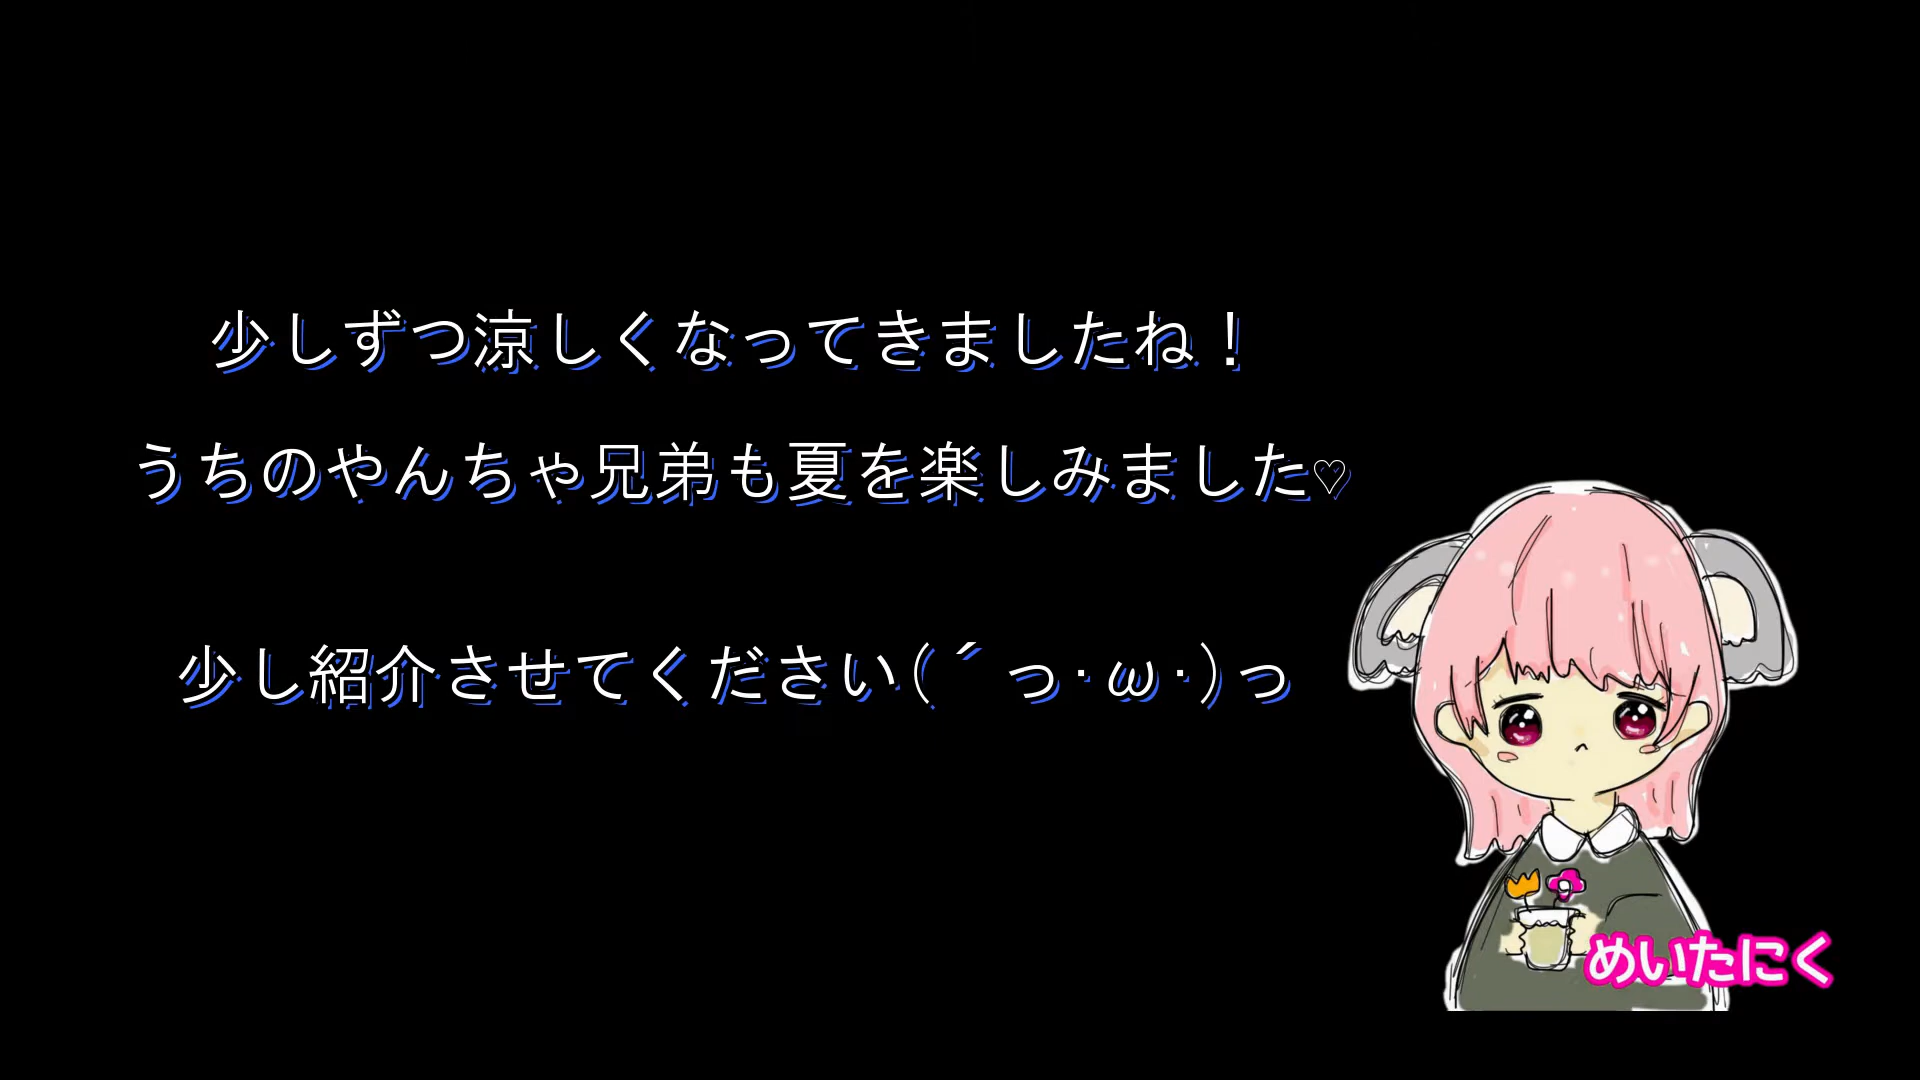 少しずつ涼しくなってきましたね！
うちのやんちゃ兄弟も夏を楽しみました♡
少し紹介させてください(´っ･ω･)っ
めいたにく